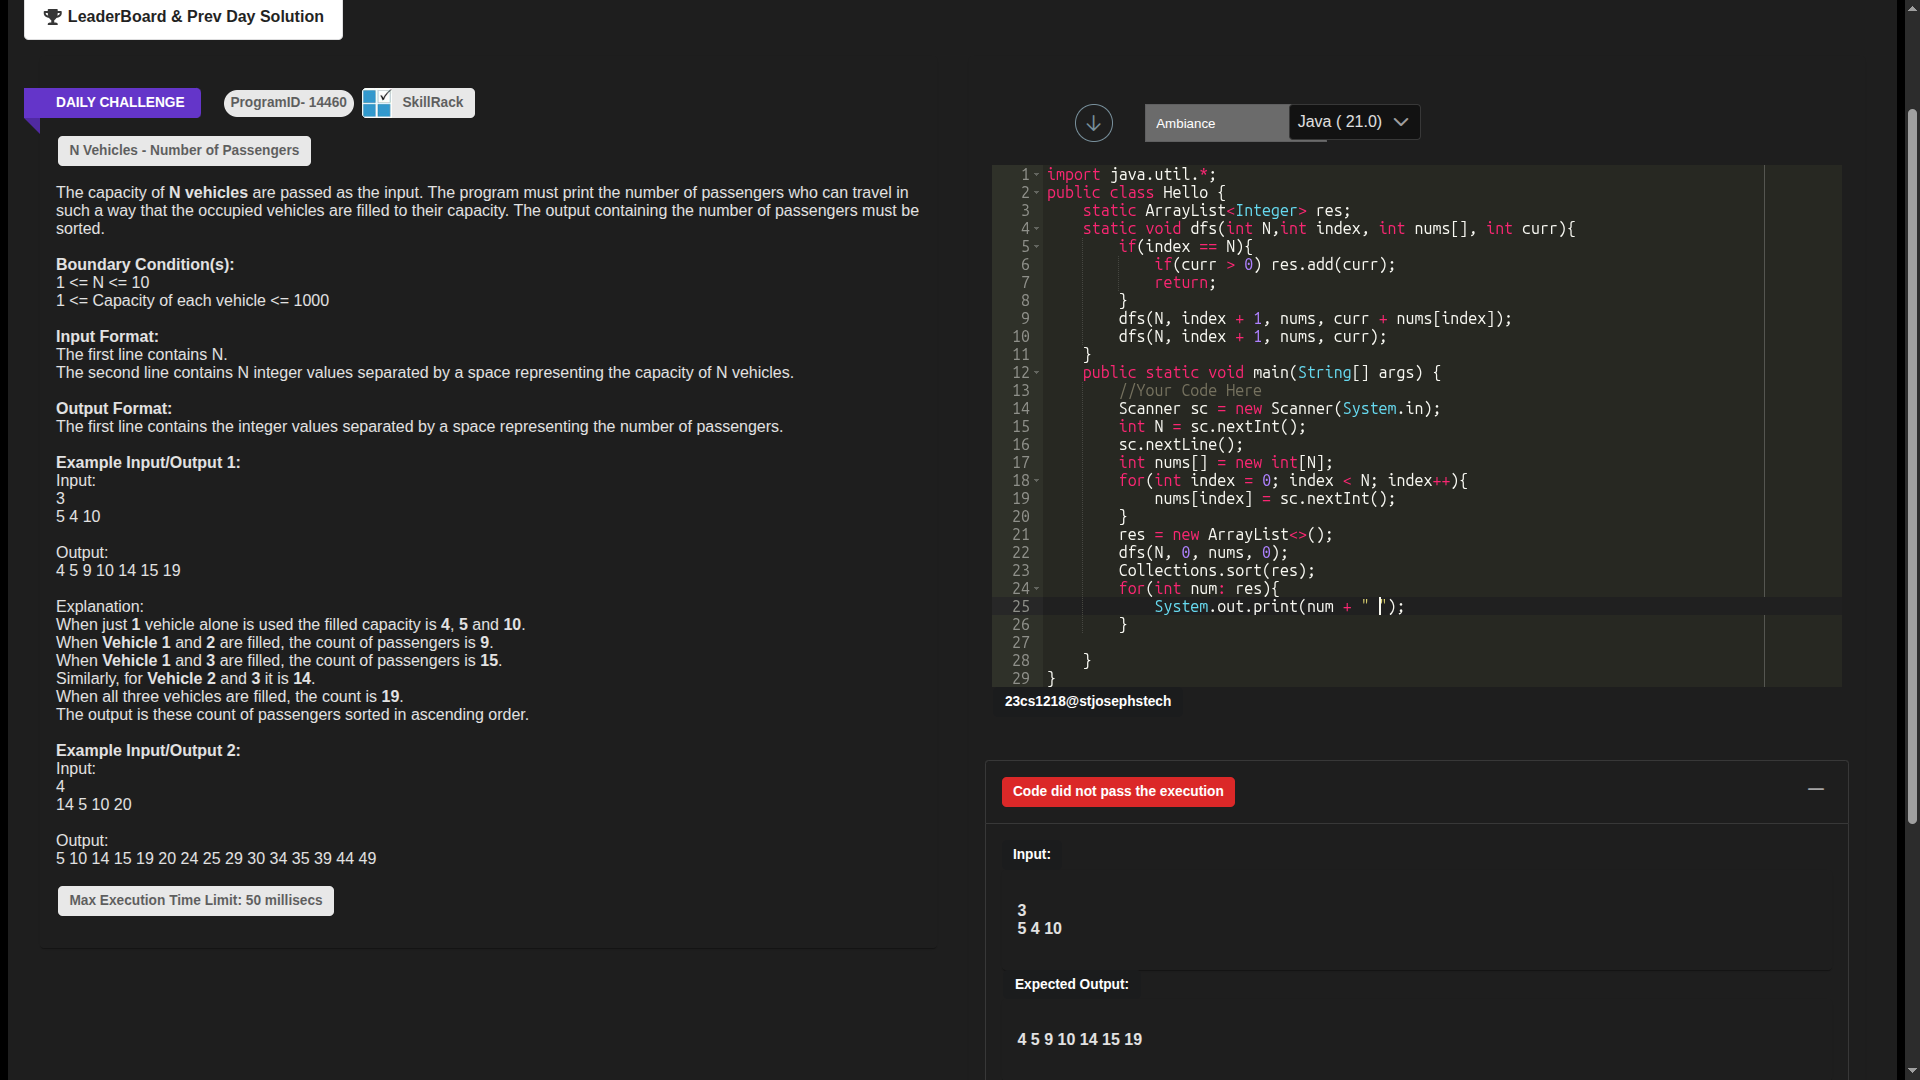 LeaderBoard & Prev Day Solution
DAILY CHALLENGE
ProgramID- 14460
SkillRack
N Vehicles - Number of Passengers
The capacity of N vehicles are passed as the input. The program must print the number of passengers who can travel in
such a way that the occupied vehicles are filled to their capacity. The output containing the number of passengers must be
sorted.
Boundary Condition(s):
1 <= N <= 10
1 <= Capacity of each vehicle <= 1000
Input Format:
The first line contains N.
The second line contains N integer values separated by a space representing the capacity of N vehicles.
Output Format:
The first line contains the integer values separated by a space representing the number of passengers.
Example Input/Output 1:
Input:
3
5 4 10
Output:
4 5 9 10 14 15 19
Explanation:
When just 1 vehicle alone is used the filled capacity is 4, 5 and 10.
When Vehicle 1 and 2 are filled, the count of passengers is 9.
When Vehicle 1 and 3 are filled, the count of passengers is 15.
Similarly, for Vehicle 2 and 3 it is 14.
When all three vehicles are filled, the count is 19.
The output is these count of passengers sorted in ascending order.
Example Input/Output 2:
Input:
4
14 5 10 20
Output:
5 10 14 15 19 20 24 25 29 30 34 35 39 44 49
Max Execution Time Limit: 50 millisecs
Ambiance
Java ( 21.0)
1 import java.util.*;
2 public class Hello {
3     static ArrayList<Integer> res;
4     static void dfs(int N,int index, int nums[], int curr){
5         if(index == N){
6             if(curr > 0) res.add(curr);
7             return;
8         }
9         dfs(N, index + 1, nums, curr + nums[index]);
10         dfs(N, index + 1, nums, curr);
11     }
12     public static void main(String[] args) {
13         //Your Code Here
14         Scanner sc = new Scanner(System.in);
15         int N = sc.nextInt();
16         sc.nextLine();
17         int nums[] = new int[N];
18         for(int index = 0; index < N; index++){
19             nums[index] = sc.nextInt();
20         }
21         res = new ArrayList<>();
22         dfs(N, 0, nums, 0);
23         Collections.sort(res);
24         for(int num: res){
25             System.out.print(num + " ");
26         }
27
28     }
29 }
23cs1218@stjosephstech
Code did not pass the execution
Input:
3
5 4 10
Expected Output:
4 5 9 10 14 15 19